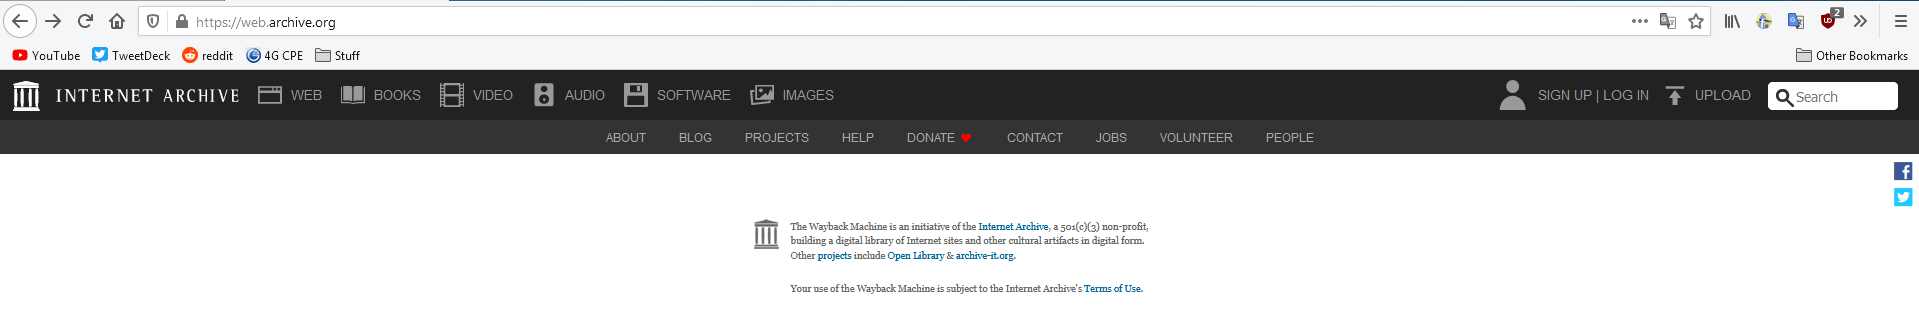 https://web.archive.org
2
YouTube TweetDeck reddit 4G CPE Stuff Other Bookmarks
INTERNET ARCHIVE WEB BOOKS VIDEO AUDIO SOFTWARE IMAGES SIGN UP | LOG IN UPLOAD Search
ABOUT BLOG PROJECTS HELP DONATE CONTACT JOBS VOLUNTEER PEOPLE
The Wayback Machine is an initiative of the Internet Archive, a 501(c)(3) non-profit,
building a digital library of Internet sites and other cultural artifacts in digital form.
Other projects include Open Library & archive-it.org.
Your use of the Wayback Machine is subject to the Internet Archive's Terms of Use.